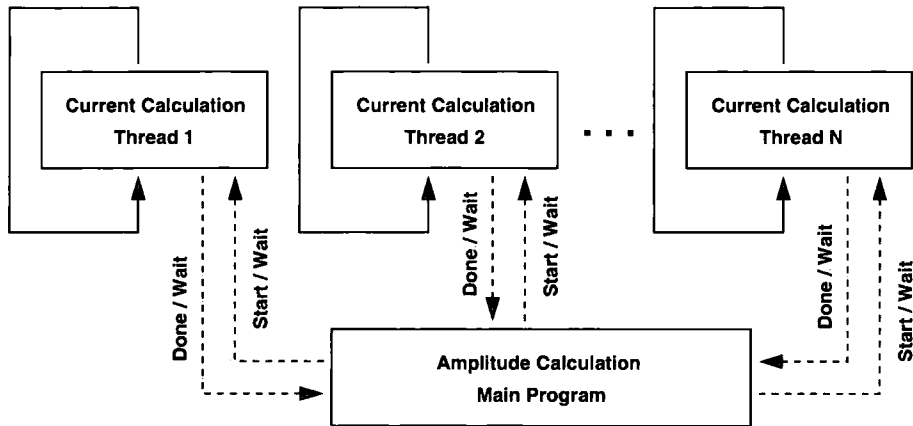 Current Calculation
Thread 1
Current Calculation
Thread 2
. . .
Current Calculation
Thread N
Done / Wait
Start / Wait
Done / Wait
Start / Wait
Done / Wait
Start / Wait
Amplitude Calculation
Main Program